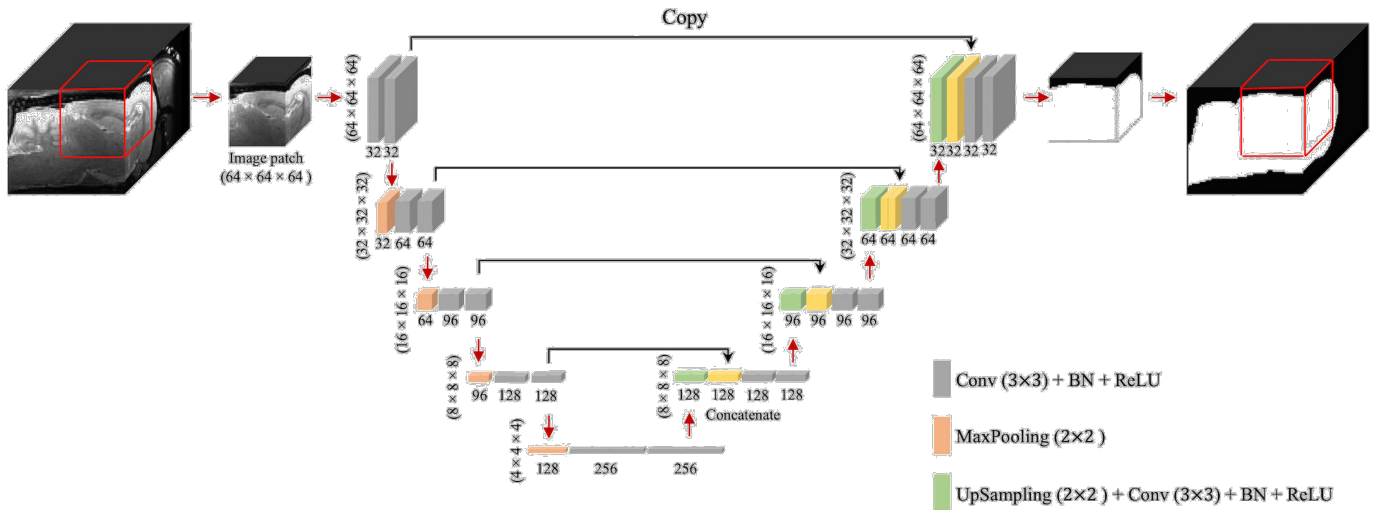 Copy
(64 × 64 × 64)
32 32
Image patch
(64 × 64 × 64 )
(32 × 32 × 32)
32 64 64
(16 × 16 × 16)
64 96 96
(8 × 8 × 8)
96 128 128
(4 × 4 × 4)
128 256 256
(8 × 8 × 8)
128 128 128 128
Concatenate
(16 × 16 × 16)
96 96 96 96
(32 × 32 × 32)
64 64 64 64
(64 × 64 × 64)
32 32 32 32
Conv (3×3) + BN + ReLU
MaxPooling (2×2 )
UpSampling (2×2 ) + Conv (3×3) + BN + ReLU